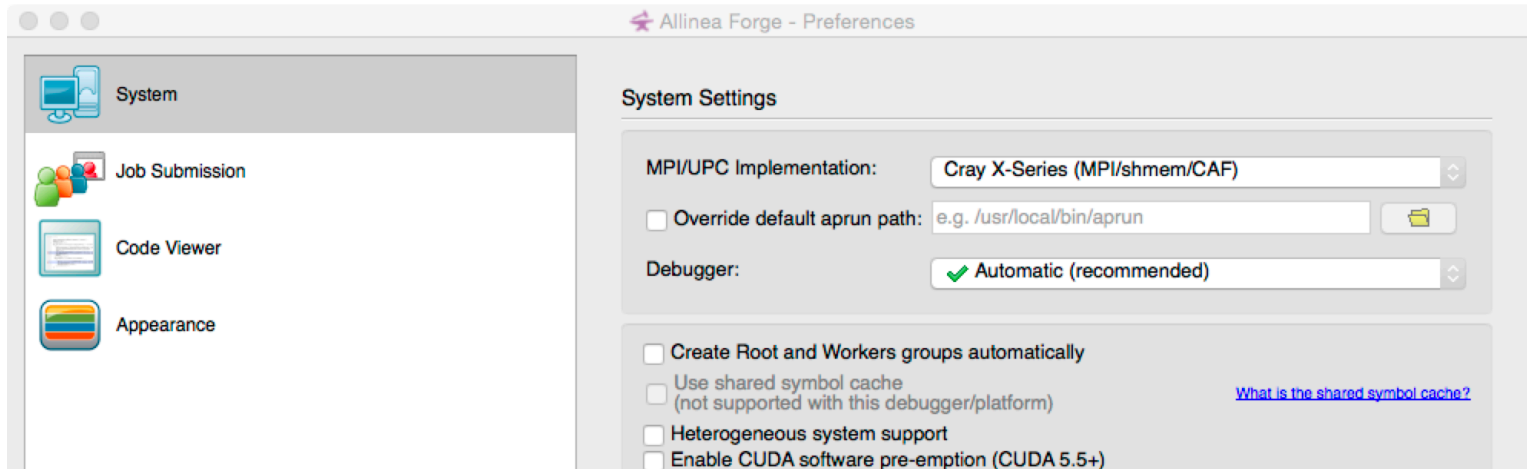 Allinea Forge - Preferences
System
Job Submission
Code Viewer
Appearance
System Settings
MPI/UPC Implementation: Cray X-Series (MPI/shmem/CAF)
Override default aprun path: e.g. /usr/local/bin/aprun
Debugger: Automatic (recommended)
Create Root and Workers groups automatically
Use shared symbol cache
(not supported with this debugger/platform)
What is the shared symbol cache?
Heterogeneous system support
Enable CUDA software pre-emption (CUDA 5.5+)